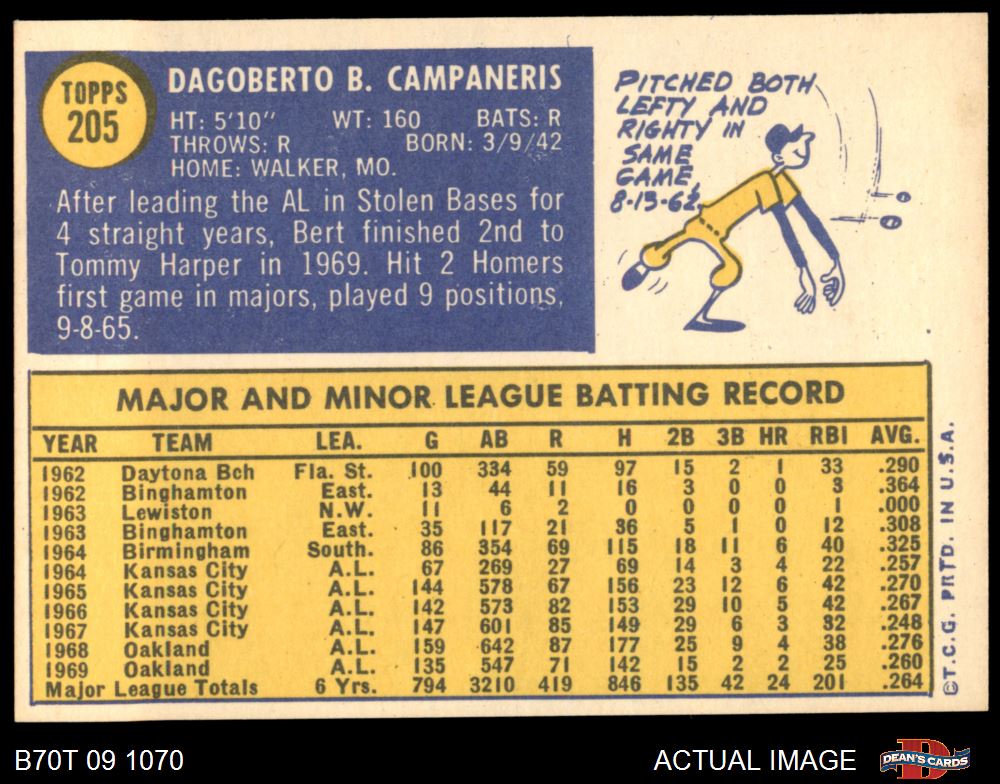 TOPPS
205
DAGOBERTO B. CAMPANERIS
HT: 5'10" WT: 160 BATS: R
THROWS: R BORN: 3/9/42
HOME: WALKER, MO.
After leading the AL in Stolen Bases for
4 straight years, Bert finished 2nd to
Tommy Harper in 1969. Hit 2 Homers
first game in majors, played 9 positions,
9-8-65.
PITCHED BOTH
LEFTY AND
RIGHTY IN
SAME
GAME
8-13-62
MAJOR AND MINOR LEAGUE BATTING RECORD
YEAR TEAM LEA. G AB R H 2B 3B HR RBI AVG.
1962 Daytona Bch Fla. St. 100 334 59 97 15 2 1 33 .290
1962 Binghamton East. 13 44 11 16 3 0 0 3 .364
1963 Lewiston N.W. 11 6 2 0 0 0 0 1 .000
1963 Binghamton East. 35 117 21 36 5 1 0 12 .308
1964 Birmingham South. 86 354 69 115 18 11 6 40 .325
1964 Kansas City A.L. 67 269 27 69 14 3 4 22 .257
1965 Kansas City A.L. 144 578 67 156 23 12 6 42 .270
1966 Kansas City A.L. 142 573 82 153 29 10 5 42 .267
1967 Kansas City A.L. 147 601 85 149 29 6 3 32 .248
1968 Oakland A.L. 159 642 87 177 25 9 4 38 .276
1969 Oakland A.L. 135 547 71 142 15 2 2 25 .260
Major League Totals 6 Yrs. 794 3210 419 846 135 42 24 201 .264
©T.C.G. PRTD. IN U.S.A.
B70T 09 1070
ACTUAL IMAGE
DEAN'S CARDS